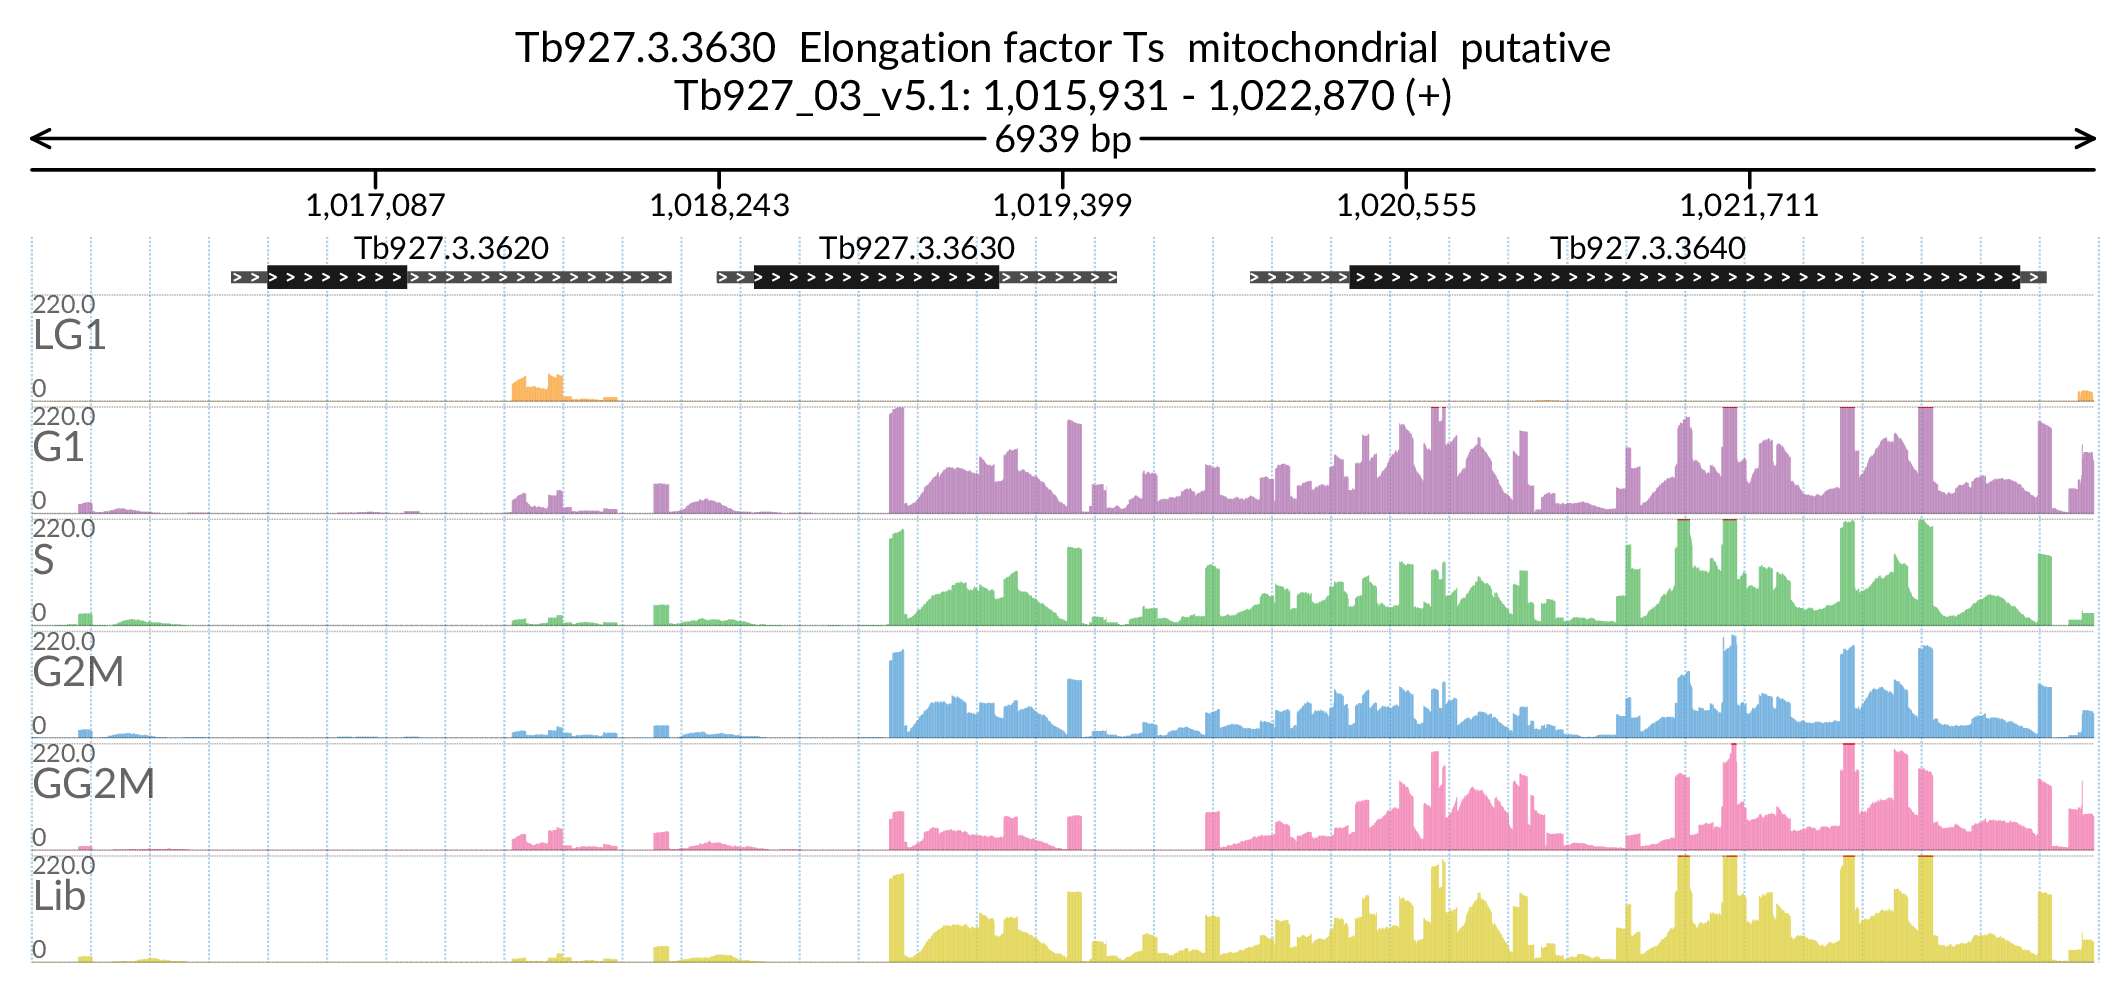 Tb927.3.3630 Elongation factor Ts mitochondrial putative
Tb927_03_v5.1: 1,015,931 - 1,022,870 (+)
6939 bp
1,017,087 1,018,243 1,019,399 1,020,555 1,021,711
Tb927.3.3620 Tb927.3.3630 Tb927.3.3640
220.0
LG1
0
220.0
G1
0
220.0
S
0
220.0
G2M
0
220.0
GG2M
0
220.0
Lib
0